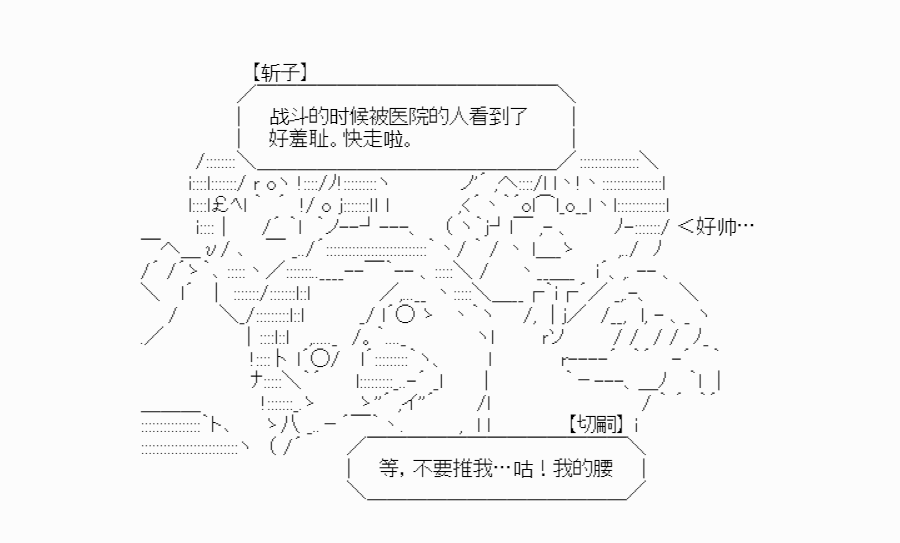 【斩子】
战斗的时候被医院的人看到了
好羞耻。快走啦。
＜好帅…
【切嗣】
等，不要推我…咕！我的腰